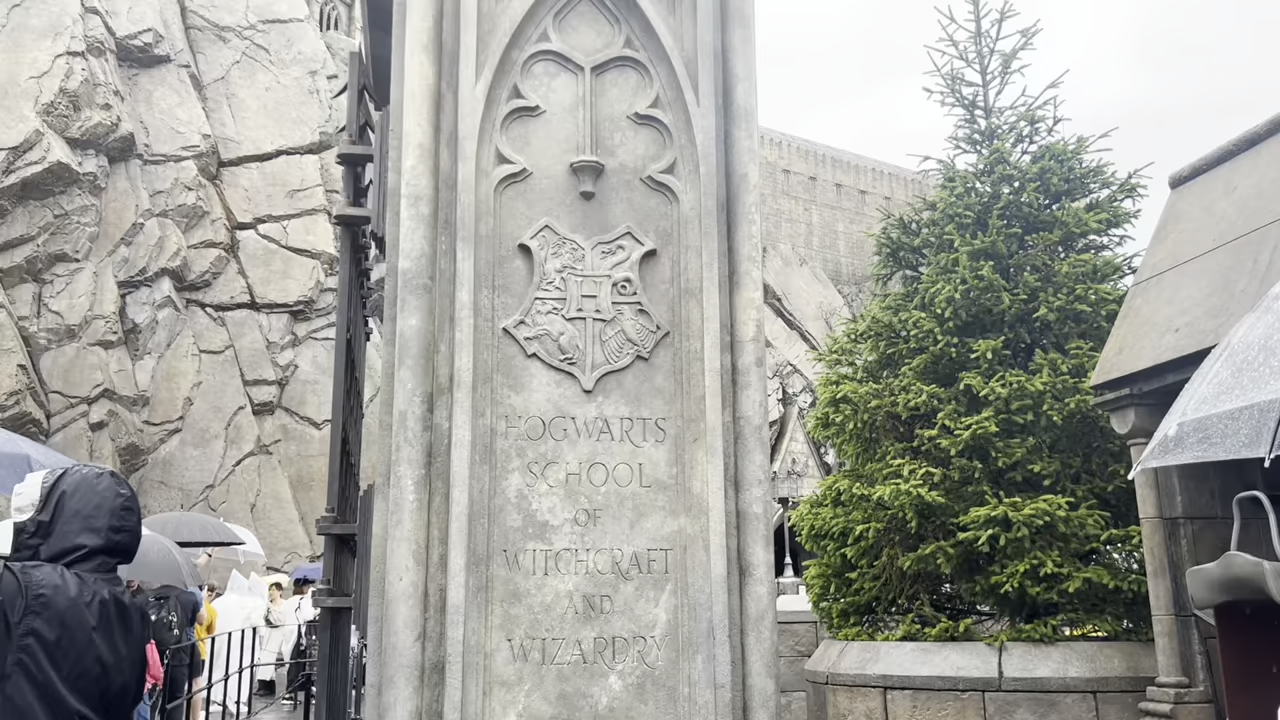 H
HOGWARTS
SCHOOL
OF
WITCHCRAFT
AND
WIZARDRY